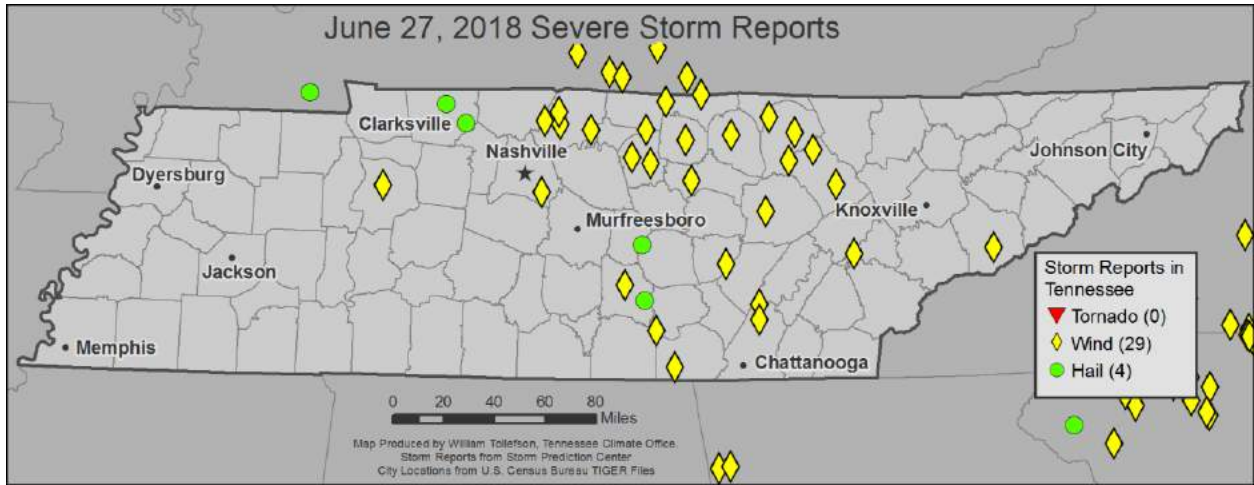 June 27, 2018 Severe Storm Reports
Clarksville
Nashville
Johnson City
Dyersburg
Knoxville
Murfreesboro
Jackson
Storm Reports in
Tennessee
Tornado (0)
Wind (29)
Hail (4)
Memphis
Chattanooga
0 20 40 60 80
Miles
Map Produced by William Tollefson, Tennessee Climate Office.
Storm Reports from Storm Prediction Center
City Locations from U.S. Census Bureau TIGER Files